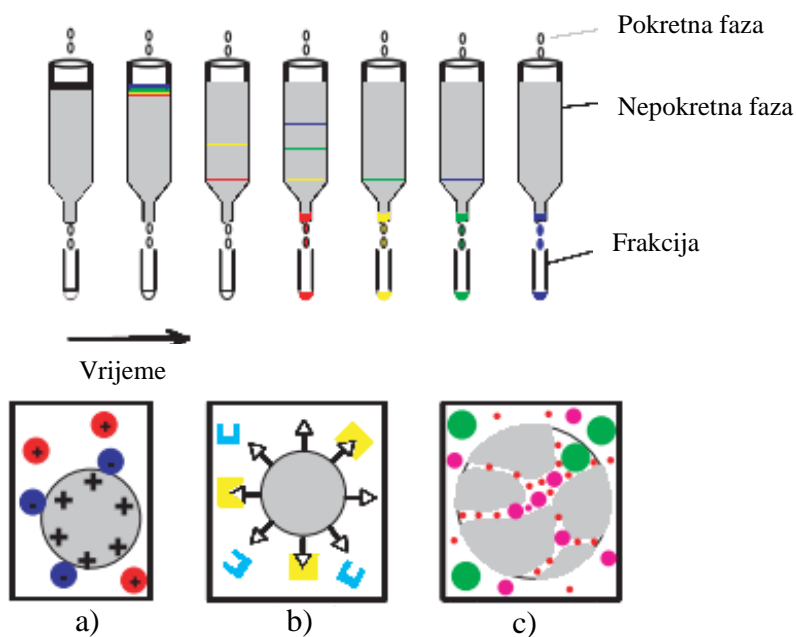 Pokretna faza
Nepokretna faza
Frakcija
Vrijeme
+ + - + + + + + - + + - +
a) b) c)